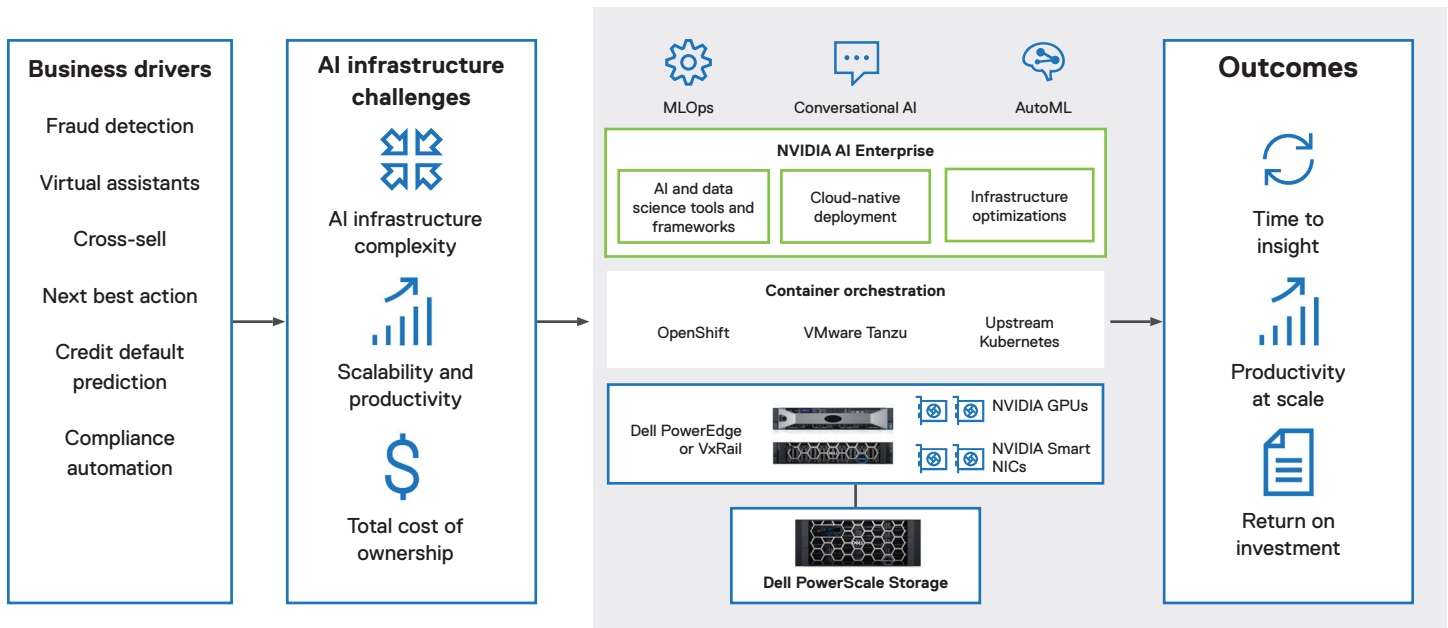 Business drivers
Fraud detection
Virtual assistants
Cross-sell
Next best action
Credit default
prediction
Compliance
automation
AI infrastructure
challenges
AI infrastructure
complexity
Scalability and
productivity
Total cost of
ownership
MLOps
Conversational AI
AutoML
NVIDIA AI Enterprise
AI and data
science tools and
frameworks
Cloud-native
deployment
Infrastructure
optimizations
Container orchestration
OpenShift
VMware Tanzu
Upstream
Kubernetes
Dell PowerEdge
or VxRail
NVIDIA GPUs
NVIDIA Smart
NICs
Dell PowerScale Storage
Outcomes
Time to
insight
Productivity
at scale
Return on
investment